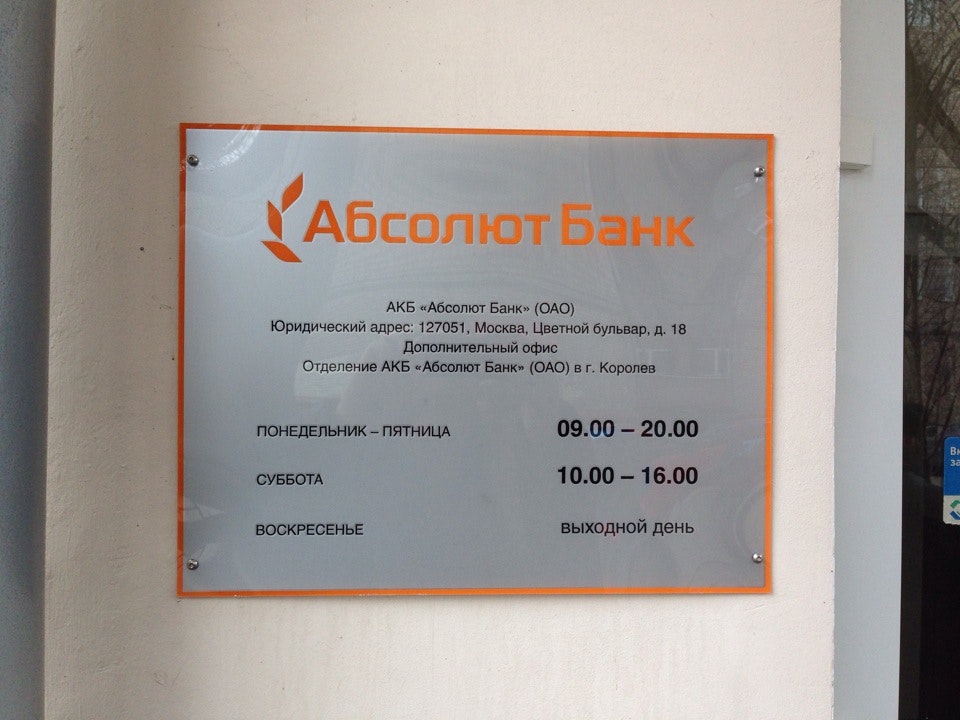 Абсолют Банк
АКБ «Абсолют Банк» (ОАО)
Юридический адрес: 127051, Москва, Цветной бульвар, д. 18
Дополнительный офис
Отделение АКБ «Абсолют Банк» (ОАО) в г. Королев
ПОНЕДЕЛЬНИК – ПЯТНИЦА 09.00 – 20.00
СУББОТА 10.00 – 16.00
ВОСКРЕСЕНЬЕ выходной день